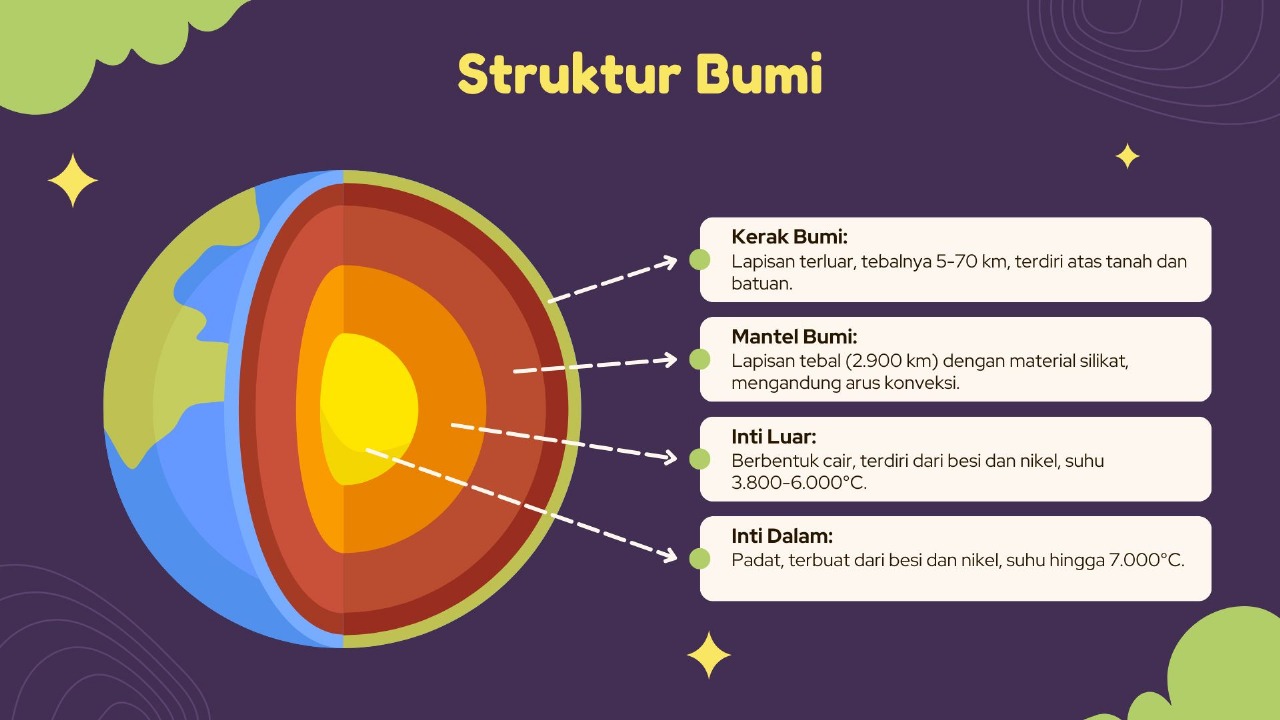 Struktur Bumi
Kerak Bumi:
Lapisan terluar, tebalnya 5-70 km, terdiri atas tanah dan
batuan.
Mantel Bumi:
Lapisan tebal (2.900 km) dengan material silikat,
mengandung arus konveksi.
Inti Luar:
Berbentuk cair, terdiri dari besi dan nikel, suhu
3.800-6.000°C.
Inti Dalam:
Padat, terbuat dari besi dan nikel, suhu hingga 7.000°C.